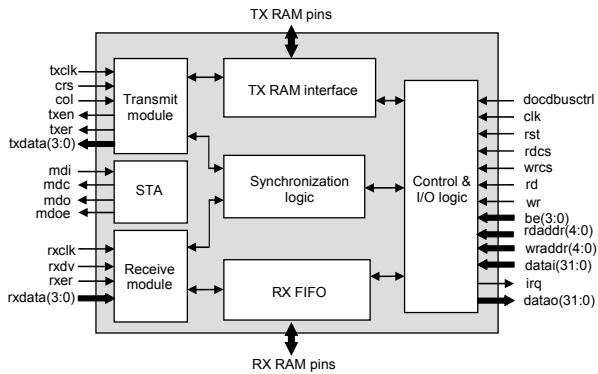 TX RAM pins
txclk
crs
col
txen
txer
txdata(3:0)
Transmit
module
TX RAM interface
mdi
mdc
mdo
mdoe
STA
Synchronization
logic
Control &
I/O logic
rxclk
rxdv
rxer
rxdata(3:0)
Receive
module
RX FIFO
docdbusctrl
clk
rst
rdcs
wrcs
rd
wr
be(3:0)
rdaddr(4:0)
wraddr(4:0)
datai(31:0)
irq
datao(31:0)
RX RAM pins